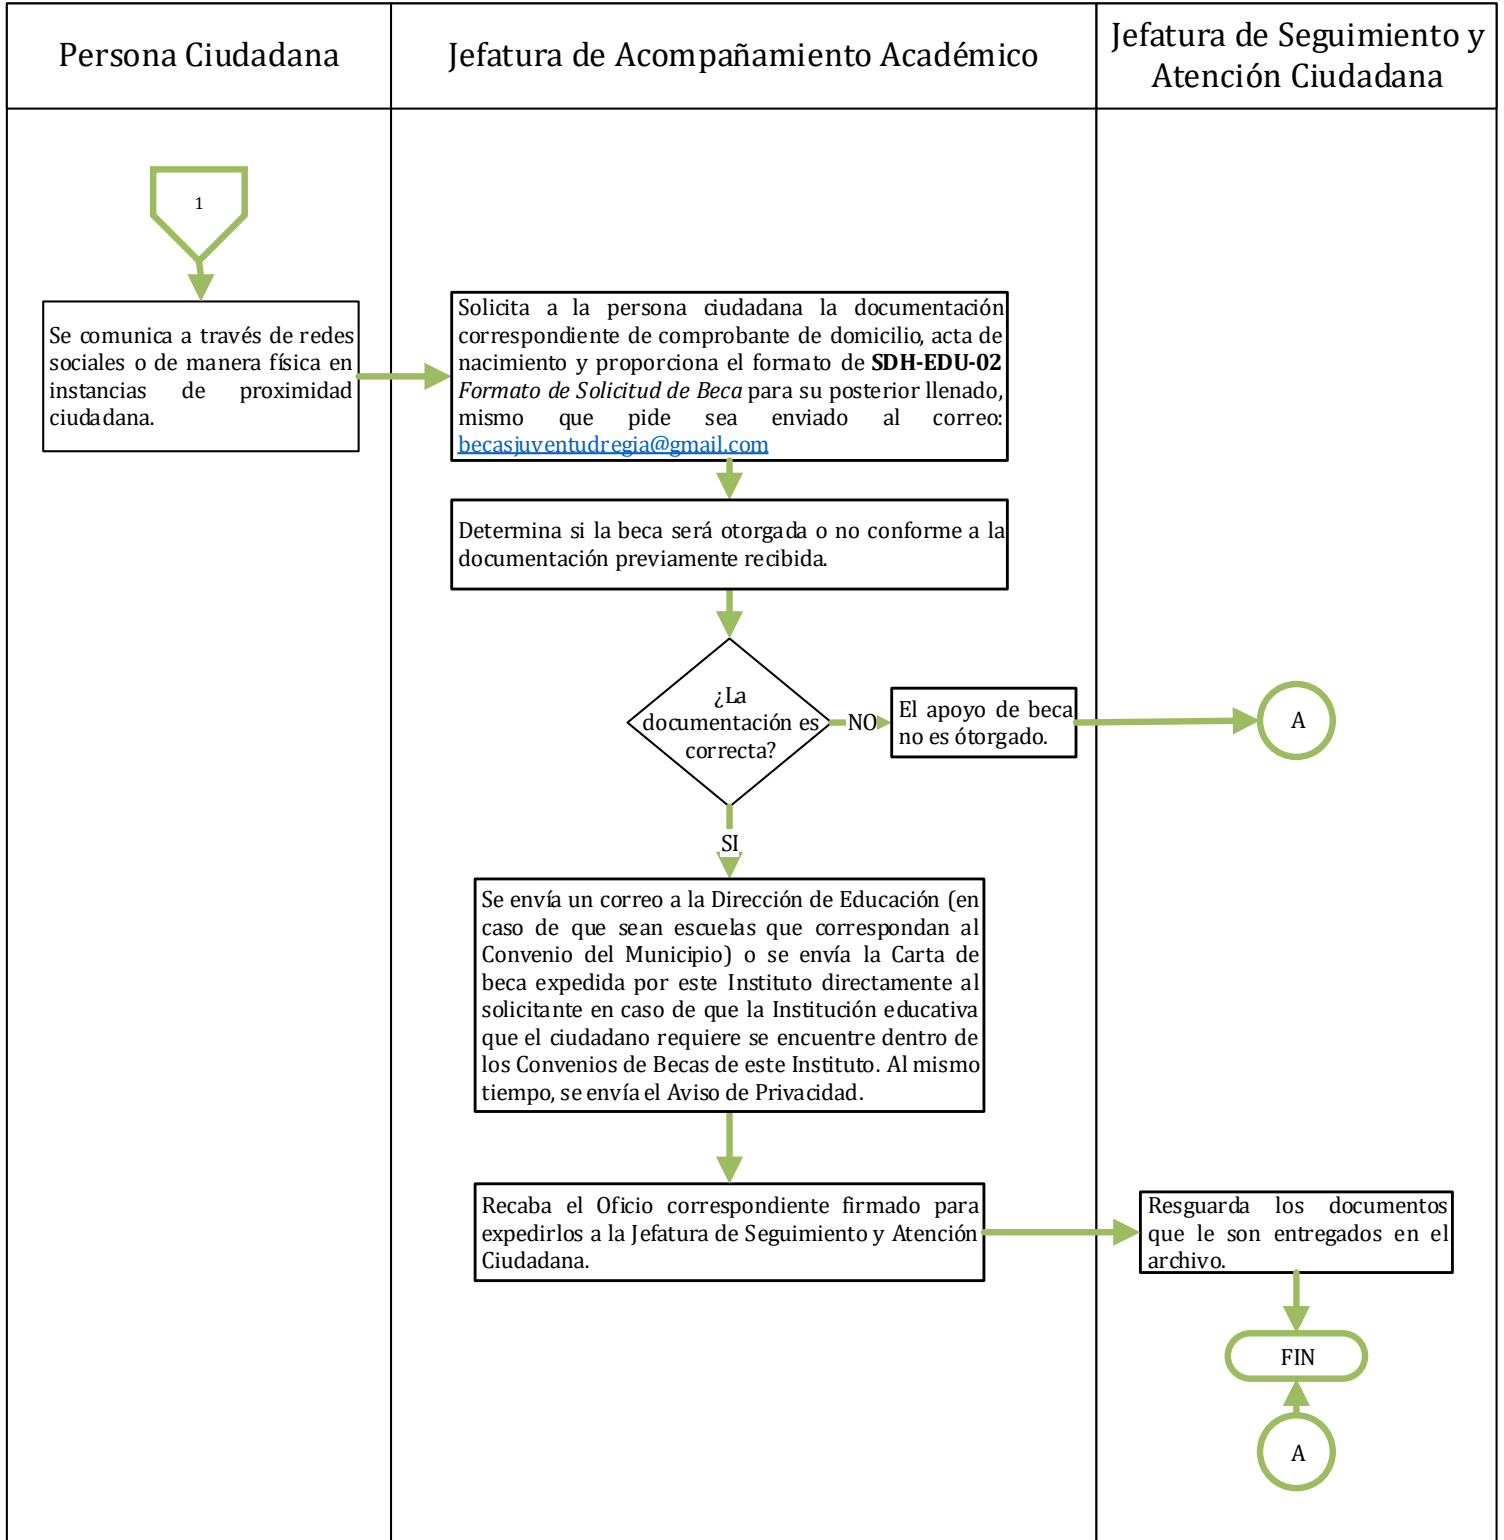 Persona Ciudadana
Jefatura de Acompañamiento Académico
Jefatura de Seguimiento y
Atención Ciudadana
1
Se comunica a través de redes
sociales o de manera física en
instancias de proximidad
ciudadana.
Solicita a la persona ciudadana la documentación
correspondiente de comprobante de domicilio, acta de
nacimiento y proporciona el formato de SDH-EDU-02
Formato de Solicitud de Beca para su posterior llenado,
mismo que pide sea enviado al correo:
becasjuventudregia@gmail.com
Determina si la beca será otorgada o no conforme a la
documentación previamente recibida.
¿La
documentación es
correcta?
NO
El apoyo de beca
no es ótorgado.
A
SI
Se envía un correo a la Dirección de Educación (en
caso de que sean escuelas que correspondan al
Convenio del Municipio) o se envía la Carta de
beca expedida por este Instituto directamente al
solicitante en caso de que la Institución educativa
que el ciudadano requiere se encuentre dentro de
los Convenios de Becas de este Instituto. Al mismo
tiempo, se envía el Aviso de Privacidad.
Recaba el Oficio correspondiente firmado para
expedirlos a la Jefatura de Seguimiento y Atención
Ciudadana.
Resguarda los documentos
que le son entregados en el
archivo.
FIN
A